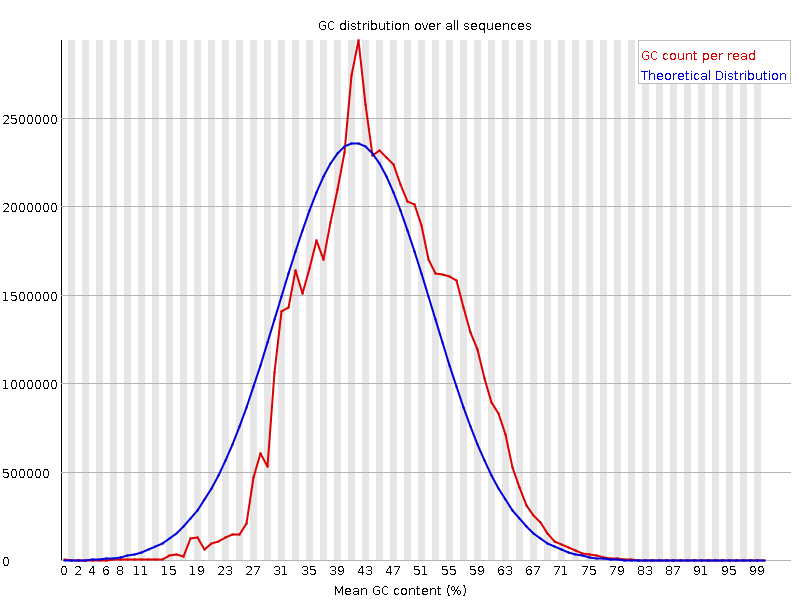 GC distribution over all sequences
GC count per read
Theoretical Distribution
2500000
2000000
1500000
1000000
500000
0
0 2 4 6 8 11 15 19 23 27 31 35 39 43 47 51 55 59 63 67 71 75 79 83 87 91 95 99
Mean GC content (%)